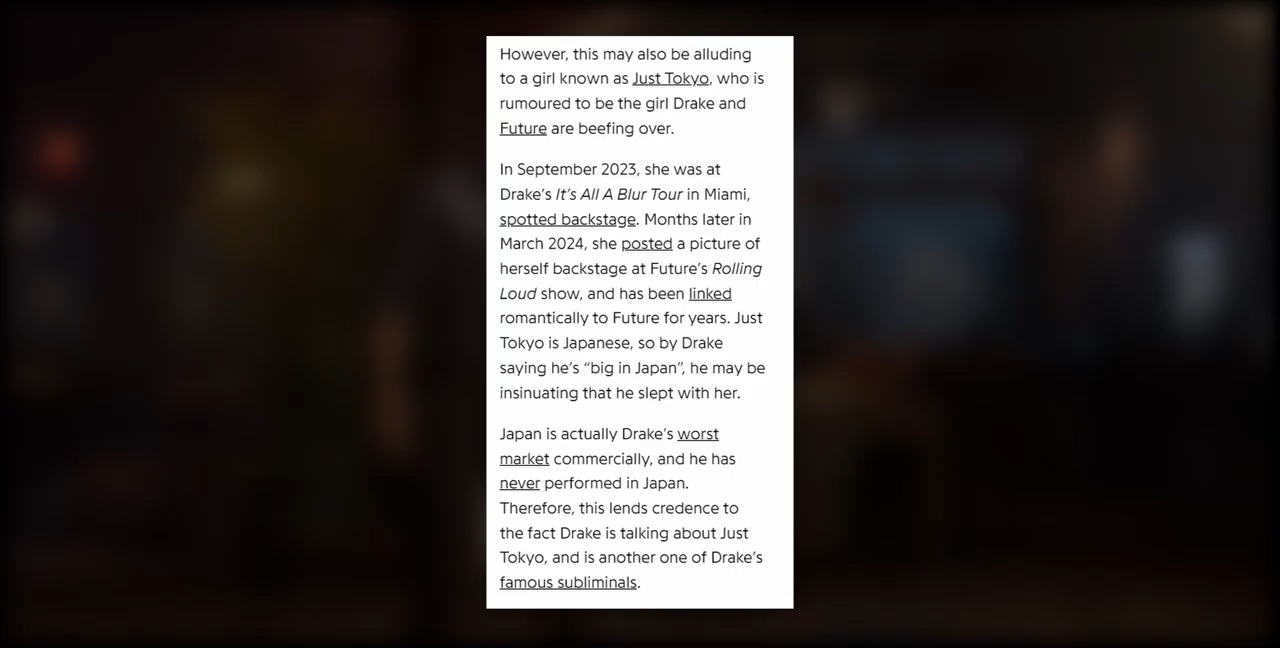 However, this may also be alluding
to a girl known as Just Tokyo, who is
rumoured to be the girl Drake and
Future are beefing over.
In September 2023, she was at
Drake’s It’s All A Blur Tour in Miami,
spotted backstage. Months later in
March 2024, she posted a picture of
herself backstage at Future’s Rolling
Loud show, and has been linked
romantically to Future for years. Just
Tokyo is Japanese, so by Drake
saying he’s “big in Japan”, he may be
insinuating that he slept with her.
Japan is actually Drake’s worst
market commercially, and he has
never performed in Japan.
Therefore, this lends credence to
the fact Drake is talking about Just
Tokyo, and is another one of Drake’s
famous subliminals.